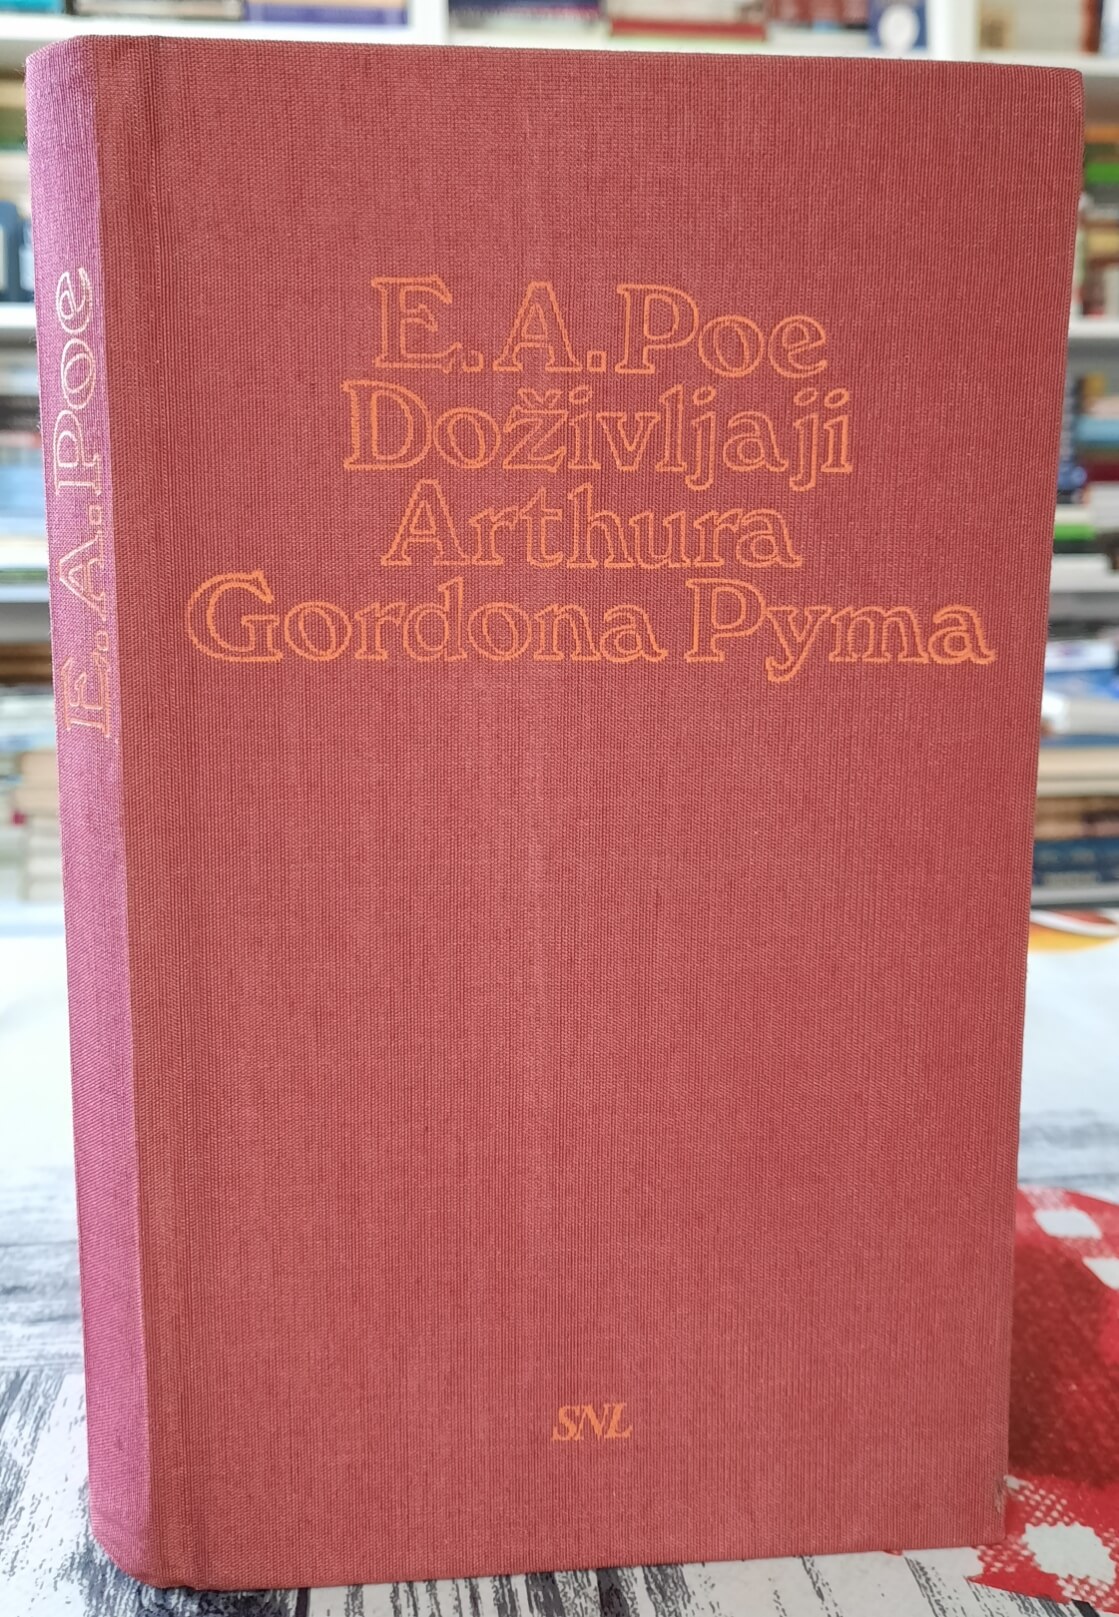 E. A. Poe
E. A. Poe
Doživljaji
Arthura
Gordona Pyma
SNL